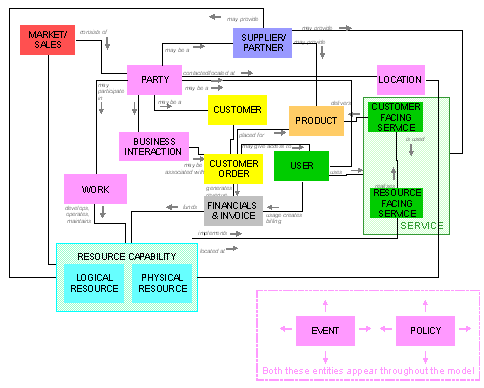 may provide
MARKET/
SALES
consists of
SUPPLIER/
PARTNER
may provide
may be a
may provide
PARTY
contacted/located at
LOCATION
may
participate
in
may be a
may be a
CUSTOMER
PRODUCT
delivers
CUSTOMER
FACING
SERVICE
BUSINESS
INTERACTION
placed for
is used
may give access to
may be
associated with
CUSTOMER
ORDER
USER
uses
WORK
generates
realizes
RESOURCE
FACING
SERVICE
develops,
operates,
maintains
funds
FINANCIALS
& INVOICE
usage creates
billing
SERVICE
implements
located at
RESOURCE CAPABILITY
LOGICAL
RESOURCE
PHYSICAL
RESOURCE
EVENT
POLICY
Both these entities appear throughout the model